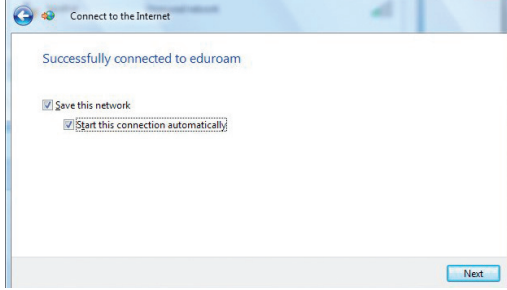 Connect to the Internet
Successfully connected to eduroam
Save this network
Start this connection automatically
Next